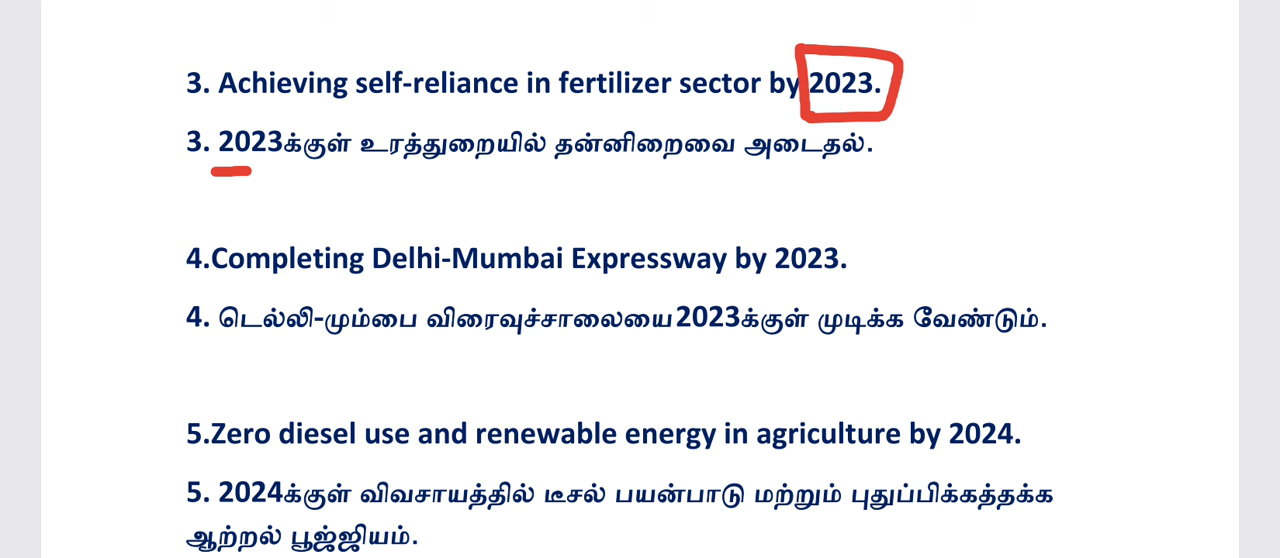 3. Achieving self-reliance in fertilizer sector by 2023.
3. 2023க்குள் உரத்துறையில் தன்னிறைவை அடைதல்.
4.Completing Delhi-Mumbai Expressway by 2023.
4. டெல்லி-மும்பை விரைவுச்சாலையை 2023க்குள் முடிக்க வேண்டும்.
5.Zero diesel use and renewable energy in agriculture by 2024.
5. 2024க்குள் விவசாயத்தில் டீசல் பயன்பாடு மற்றும் புதுப்பிக்கத்தக்க
ஆற்றல் பூஜ்ஜியம்.